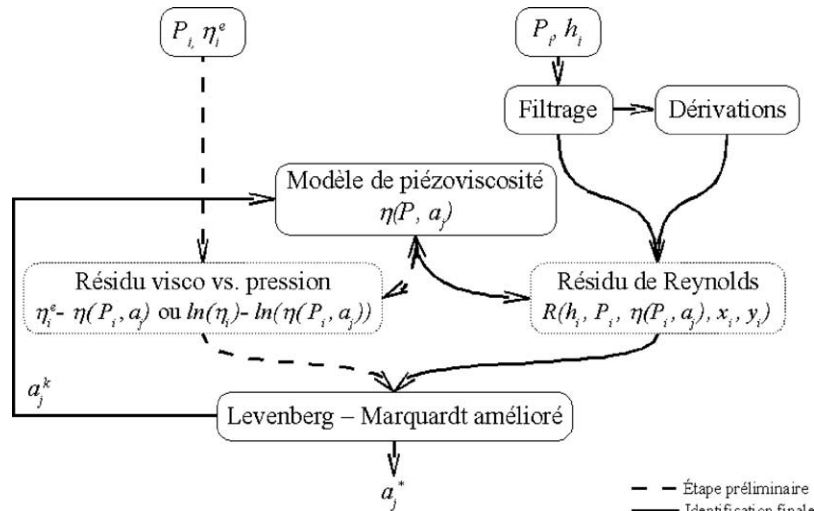 P_i, η_i^e
P_i, h_i
Filtrage
Dérivations
Modèle de piézoviscosité
η(P, a_j)
Résidu visco vs. pression
η_i^e- η(P_i, a_j) ou ln(η_i)- ln(η(P_i, a_j))
Résidu de Reynolds
R(h_i, P_i, η(P_i, a_j), x_i, y_i)
a_j^k
Levenberg – Marquardt amélioré
a_j^*
Étape préliminaire
Identification finale